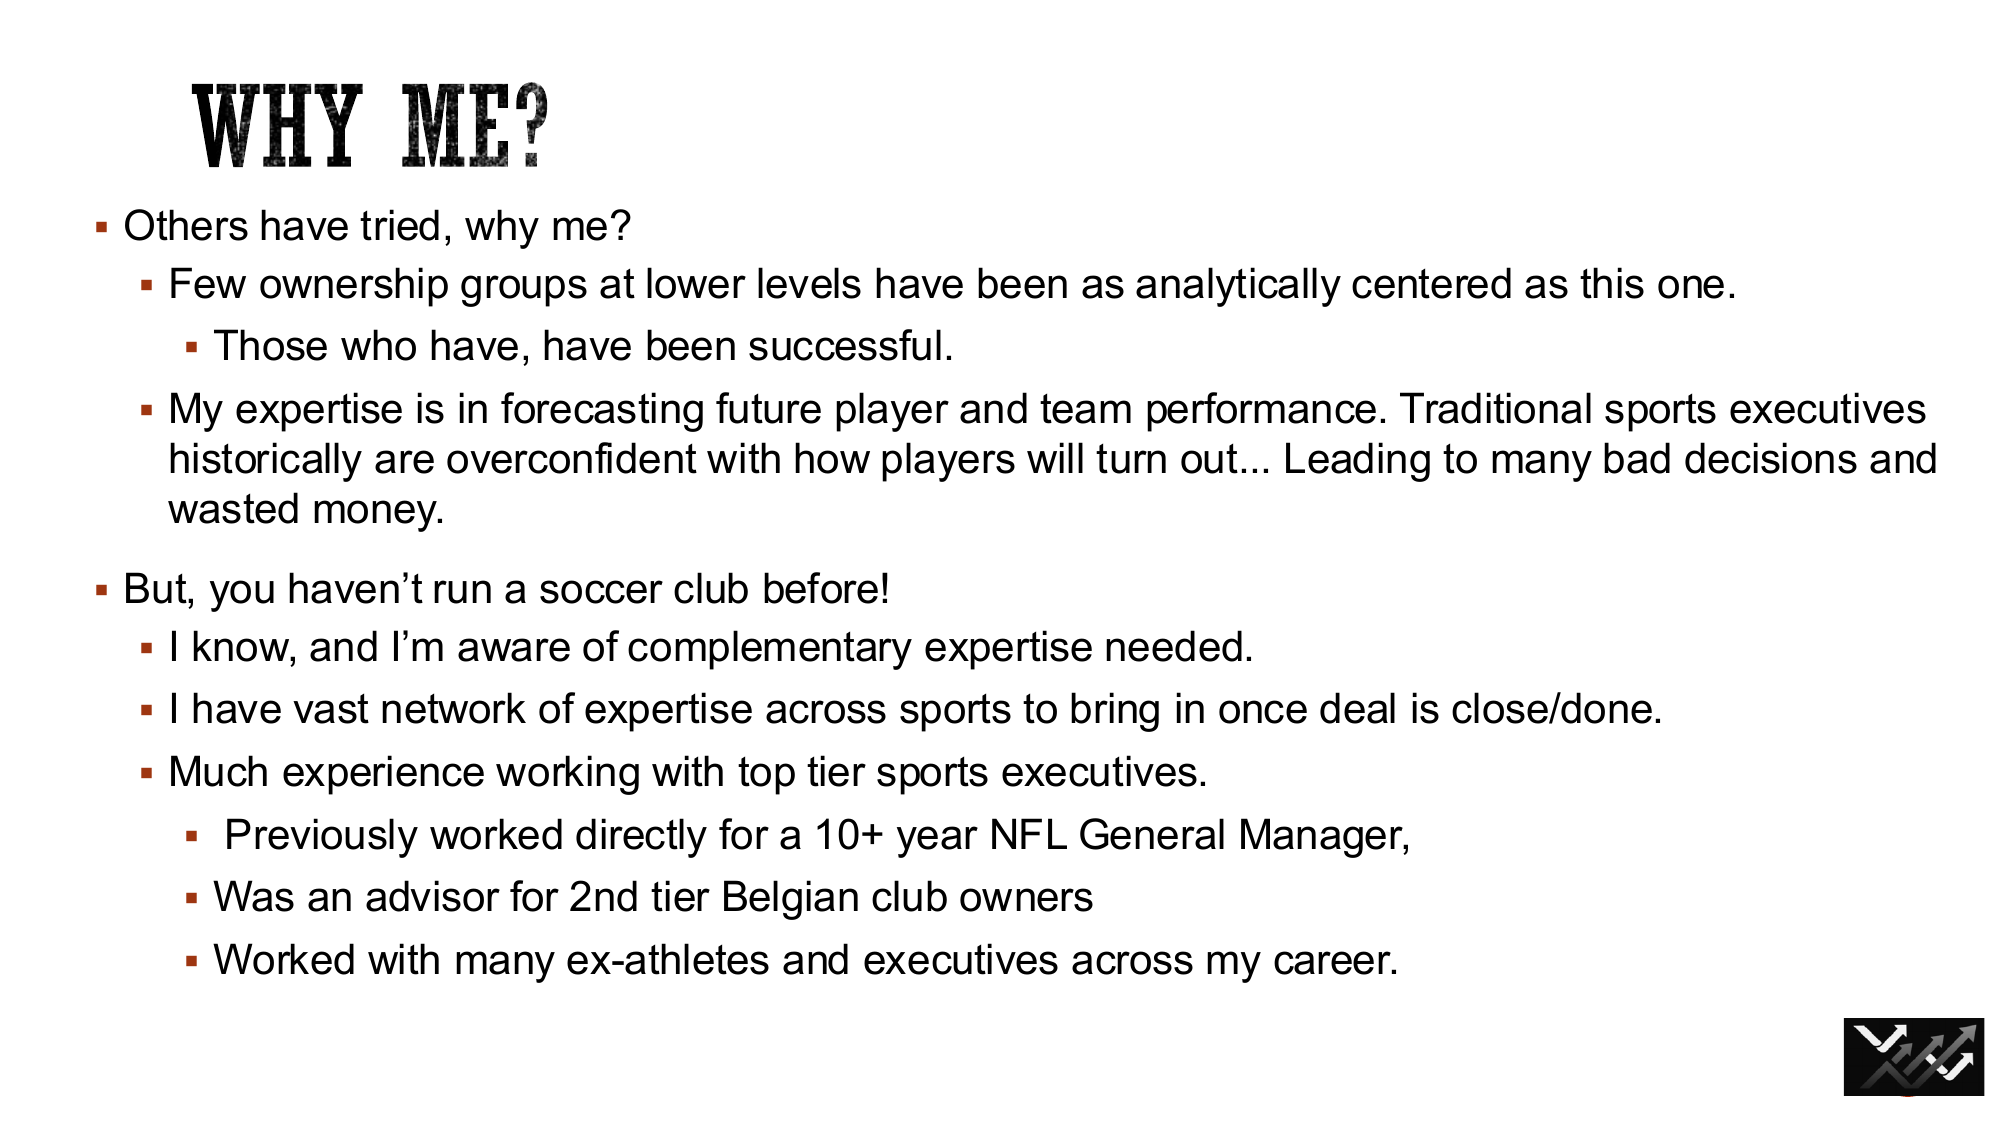 WHY ME?
Others have tried, why me?
Few ownership groups at lower levels have been as analytically centered as this one.
Those who have, have been successful.
My expertise is in forecasting future player and team performance. Traditional sports executives
historically are overconfident with how players will turn out... Leading to many bad decisions and
wasted money.
But, you haven’t run a soccer club before!
I know, and I’m aware of complementary expertise needed.
I have vast network of expertise across sports to bring in once deal is close/done.
Much experience working with top tier sports executives.
Previously worked directly for a 10+ year NFL General Manager,
Was an advisor for 2nd tier Belgian club owners
Worked with many ex-athletes and executives across my career.